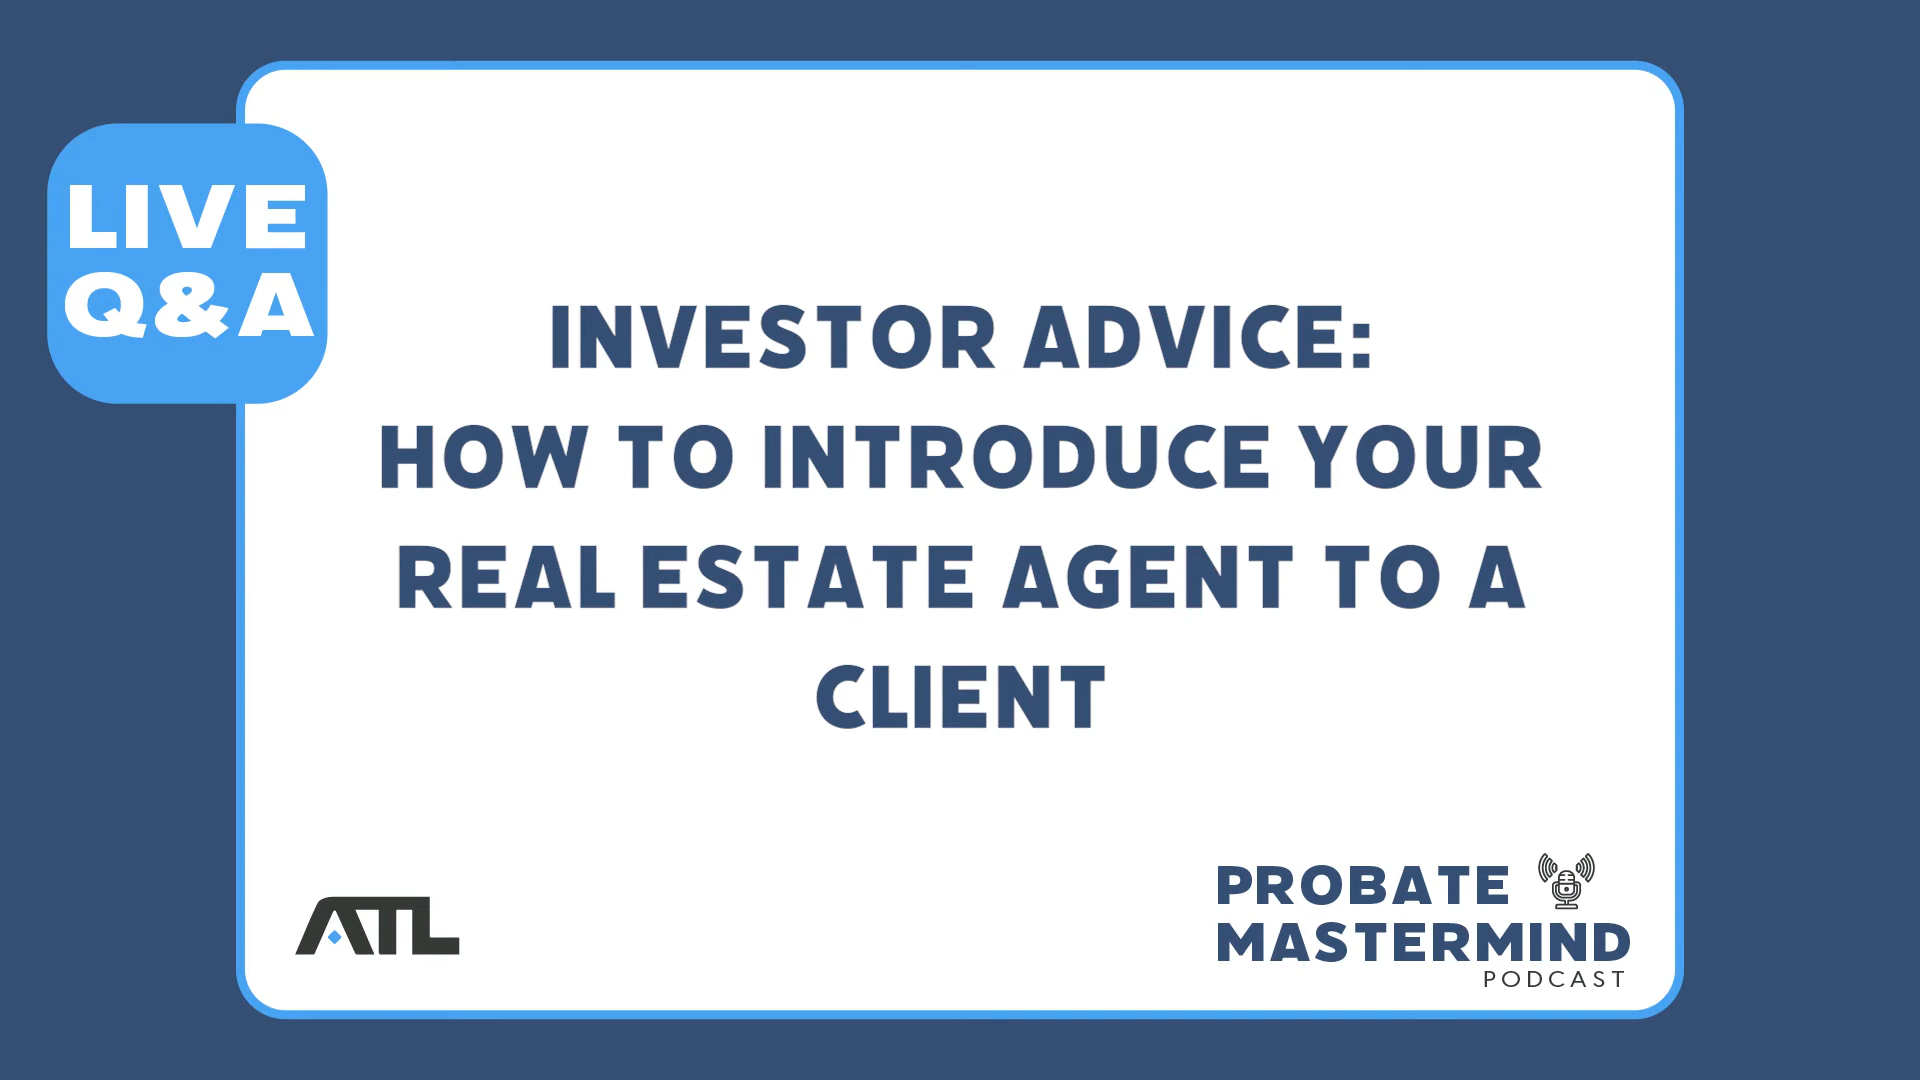 LIVE
Q&A
INVESTOR ADVICE:
HOW TO INTRODUCE YOUR
REAL ESTATE AGENT TO A
CLIENT
ATL
PROBATE
MASTERMIND
PODCAST